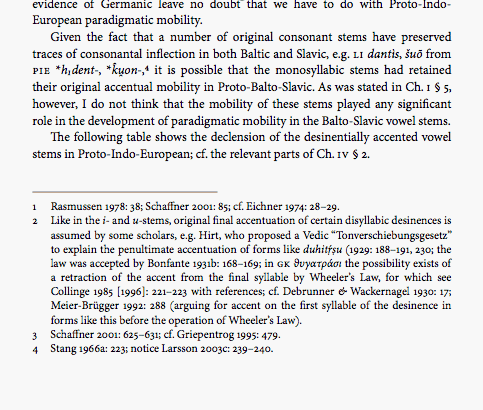 evidence of Germanic leave no doubt³ that we have to do with Proto-Indo-
European paradigmatic mobility.
Given the fact that a number of original consonant stems have preserved
traces of consonantal inflection in both Baltic and Slavic, e.g. LI dantìs, šuõ from
PIE *h₁dent-, *k̂u̯on-,⁴ it is possible that the monosyllabic stems had retained
their original accentual mobility in Proto-Balto-Slavic. As was stated in Ch. I § 5,
however, I do not think that the mobility of these stems played any significant
role in the development of paradigmatic mobility in the Balto-Slavic vowel stems.
The following table shows the declension of the desinentially accented vowel
stems in Proto-Indo-European; cf. the relevant parts of Ch. IV § 2.
1 Rasmussen 1978: 38; Schaffner 2001: 85; cf. Eichner 1974: 28–29.
2 Like in the i- and u-stems, original final accentuation of certain disyllabic desinences is
assumed by some scholars, e.g. Hirt, who proposed a Vedic “Tonverschiebungsgesetz”
to explain the penultimate accentuation of forms like duhitŕ̥ṣu (1929: 188–191, 230; the
law was accepted by Bonfante 1931b: 168–169; in GK θυγατράσι the possibility exists of
a retraction of the accent from the final syllable by Wheeler’s Law, for which see
Collinge 1985 [1996]: 221–223 with references; cf. Debrunner & Wackernagel 1930: 17;
Meier-Brügger 1992: 288 (arguing for accent on the first syllable of the desinence in
forms like this before the operation of Wheeler’s Law).
3 Schaffner 2001: 625–631; cf. Griepentrog 1995: 479.
4 Stang 1966a: 223; notice Larsson 2003c: 239–240.